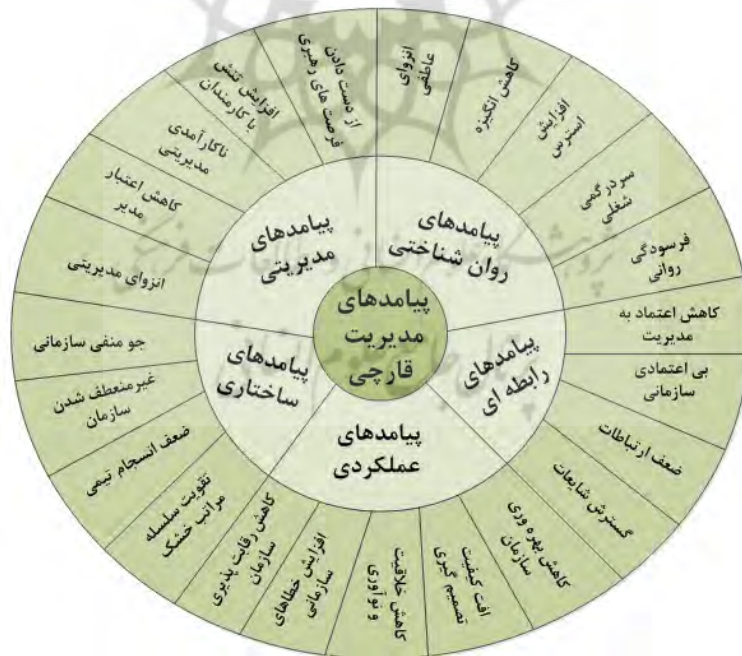 پیامدهای
مدیریت
قارچی
پیامدهای
روان شناختی
انزوای
عاطفی
کاهش انگیزه
افزایش
استرس
سردرگمی
شغلی
فرسودگی
روانی
پیامدهای
رابطه ای
کاهش اعتماد به
مدیریت
بی اعتمادی
سازمانی
ضعف ارتباطات
گسترش شایعات
پیامدهای
عملکردی
کاهش بهره وری
سازمان
افت کیفیت
تصمیم گیری
کاهش خلاقیت
و نوآوری
افزایش خطاهای
سازمانی
کاهش رقابت پذیری
سازمان
پیامدهای
ساختاری
تقویت سلسله
مراتب خشک
ضعف انسجام تیمی
غیرمنعطف شدن
سازمان
جو منفی سازمانی
پیامدهای
مدیریتی
انزوای مدیریتی
کاهش اعتبار
مدیر
ناکارآمدی
مدیریتی
افزایش تنش
با کارمندان
از دست دادن
فرصت های رهبری